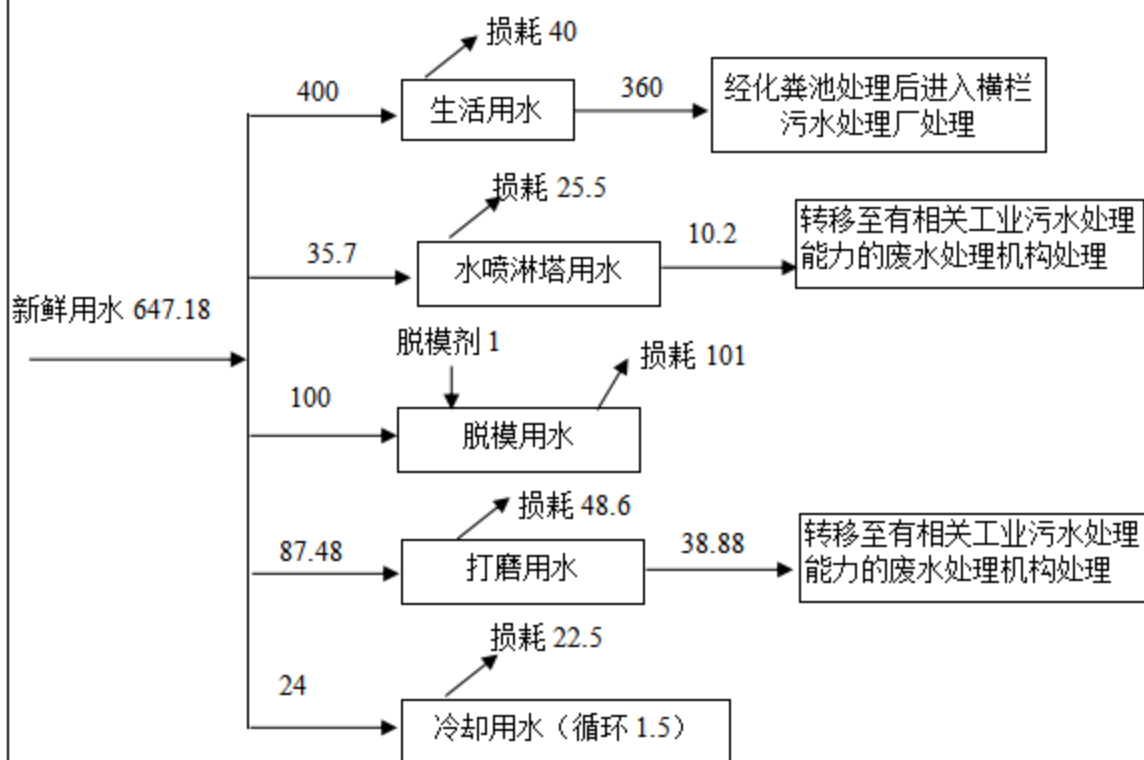 损耗 40
400
生活用水
360
经化粪池处理后进入横栏
污水处理厂处理
损耗 25.5
35.7
水喷淋塔用水
10.2
转移至有相关工业污水处理
能力的废水处理机构处理
新鲜用水 647.18
脱模剂 1
损耗 101
100
脱模用水
损耗 48.6
87.48
打磨用水
38.88
转移至有相关工业污水处理
能力的废水处理机构处理
损耗 22.5
24
冷却用水（循环 1.5）